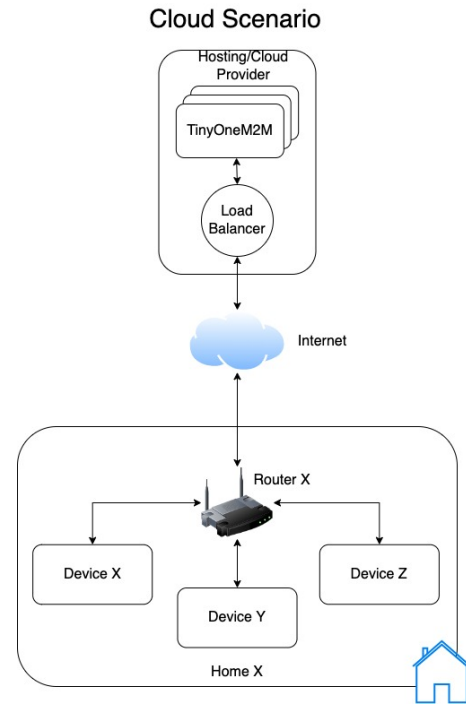 Cloud Scenario
Hosting/Cloud
Provider
TinyOneM2M
Load
Balancer
Internet
Router X
Device X
Device Y
Device Z
Home X